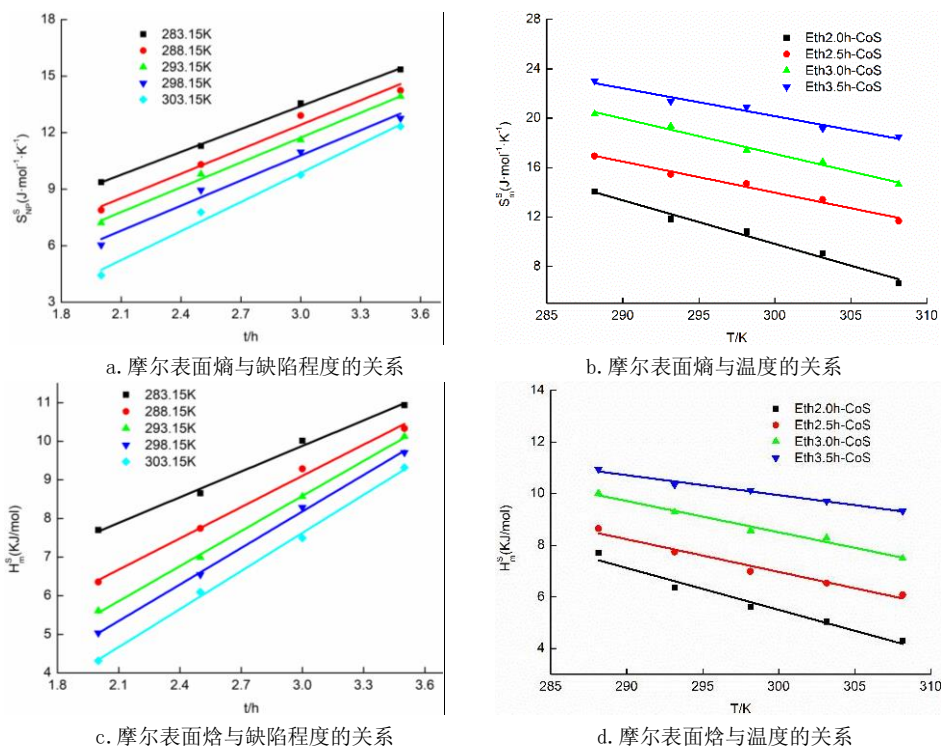 18
15
12
9
6
3
S^S_NP(J·mol⁻¹·K⁻¹)
283.15K
288.15K
293.15K
298.15K
303.15K
1.8 2.1 2.4 2.7 3.0 3.3 3.6
t/h
a.摩尔表面熵与缺陷程度的关系
28
24
20
16
12
8
S^S_m(J·mol⁻¹·K⁻¹)
Eth2.0h-CoS
Eth2.5h-CoS
Eth3.0h-CoS
Eth3.5h-CoS
285 290 295 300 305 310
T/K
b.摩尔表面熵与温度的关系
11
10
9
8
7
6
5
4
H^S_m(KJ/mol)
283.15K
288.15K
293.15K
298.15K
303.15K
1.8 2.1 2.4 2.7 3.0 3.3 3.6
t/h
c.摩尔表面焓与缺陷程度的关系
14
12
10
8
6
4
H^S_m(KJ/mol)
Eth2.0h-CoS
Eth2.5h-CoS
Eth3.0h-CoS
Eth3.5h-CoS
285 290 295 300 305 310
T/K
d.摩尔表面焓与温度的关系